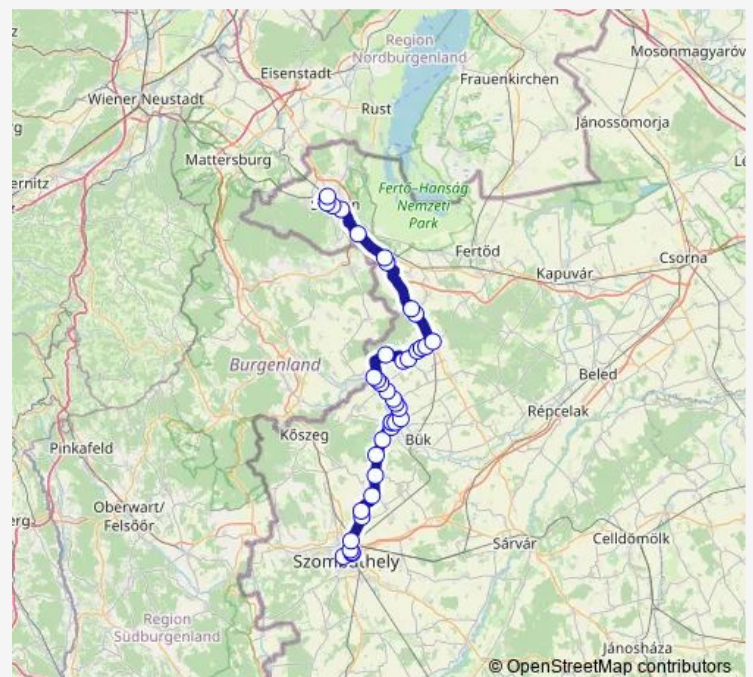 Region
Nordburgenland
Mosonmagyaróv
Eisenstadt
Frauenkirchen
Wiener Neustadt
Rust
Jánossomorja
Mattersburg
Fertő-Hanság
Nemzeti
Park
Fertőd
Csorna
Kapuvár
Burgenland
Beled
Répcelak
Kőszeg
Bük
Pinkafeld
Oberwart/
Felsőőr
Sárvár
Celldömölk
Szombathely
Region
Südburgenland
Jánosháza
© OpenStreetMap contributors